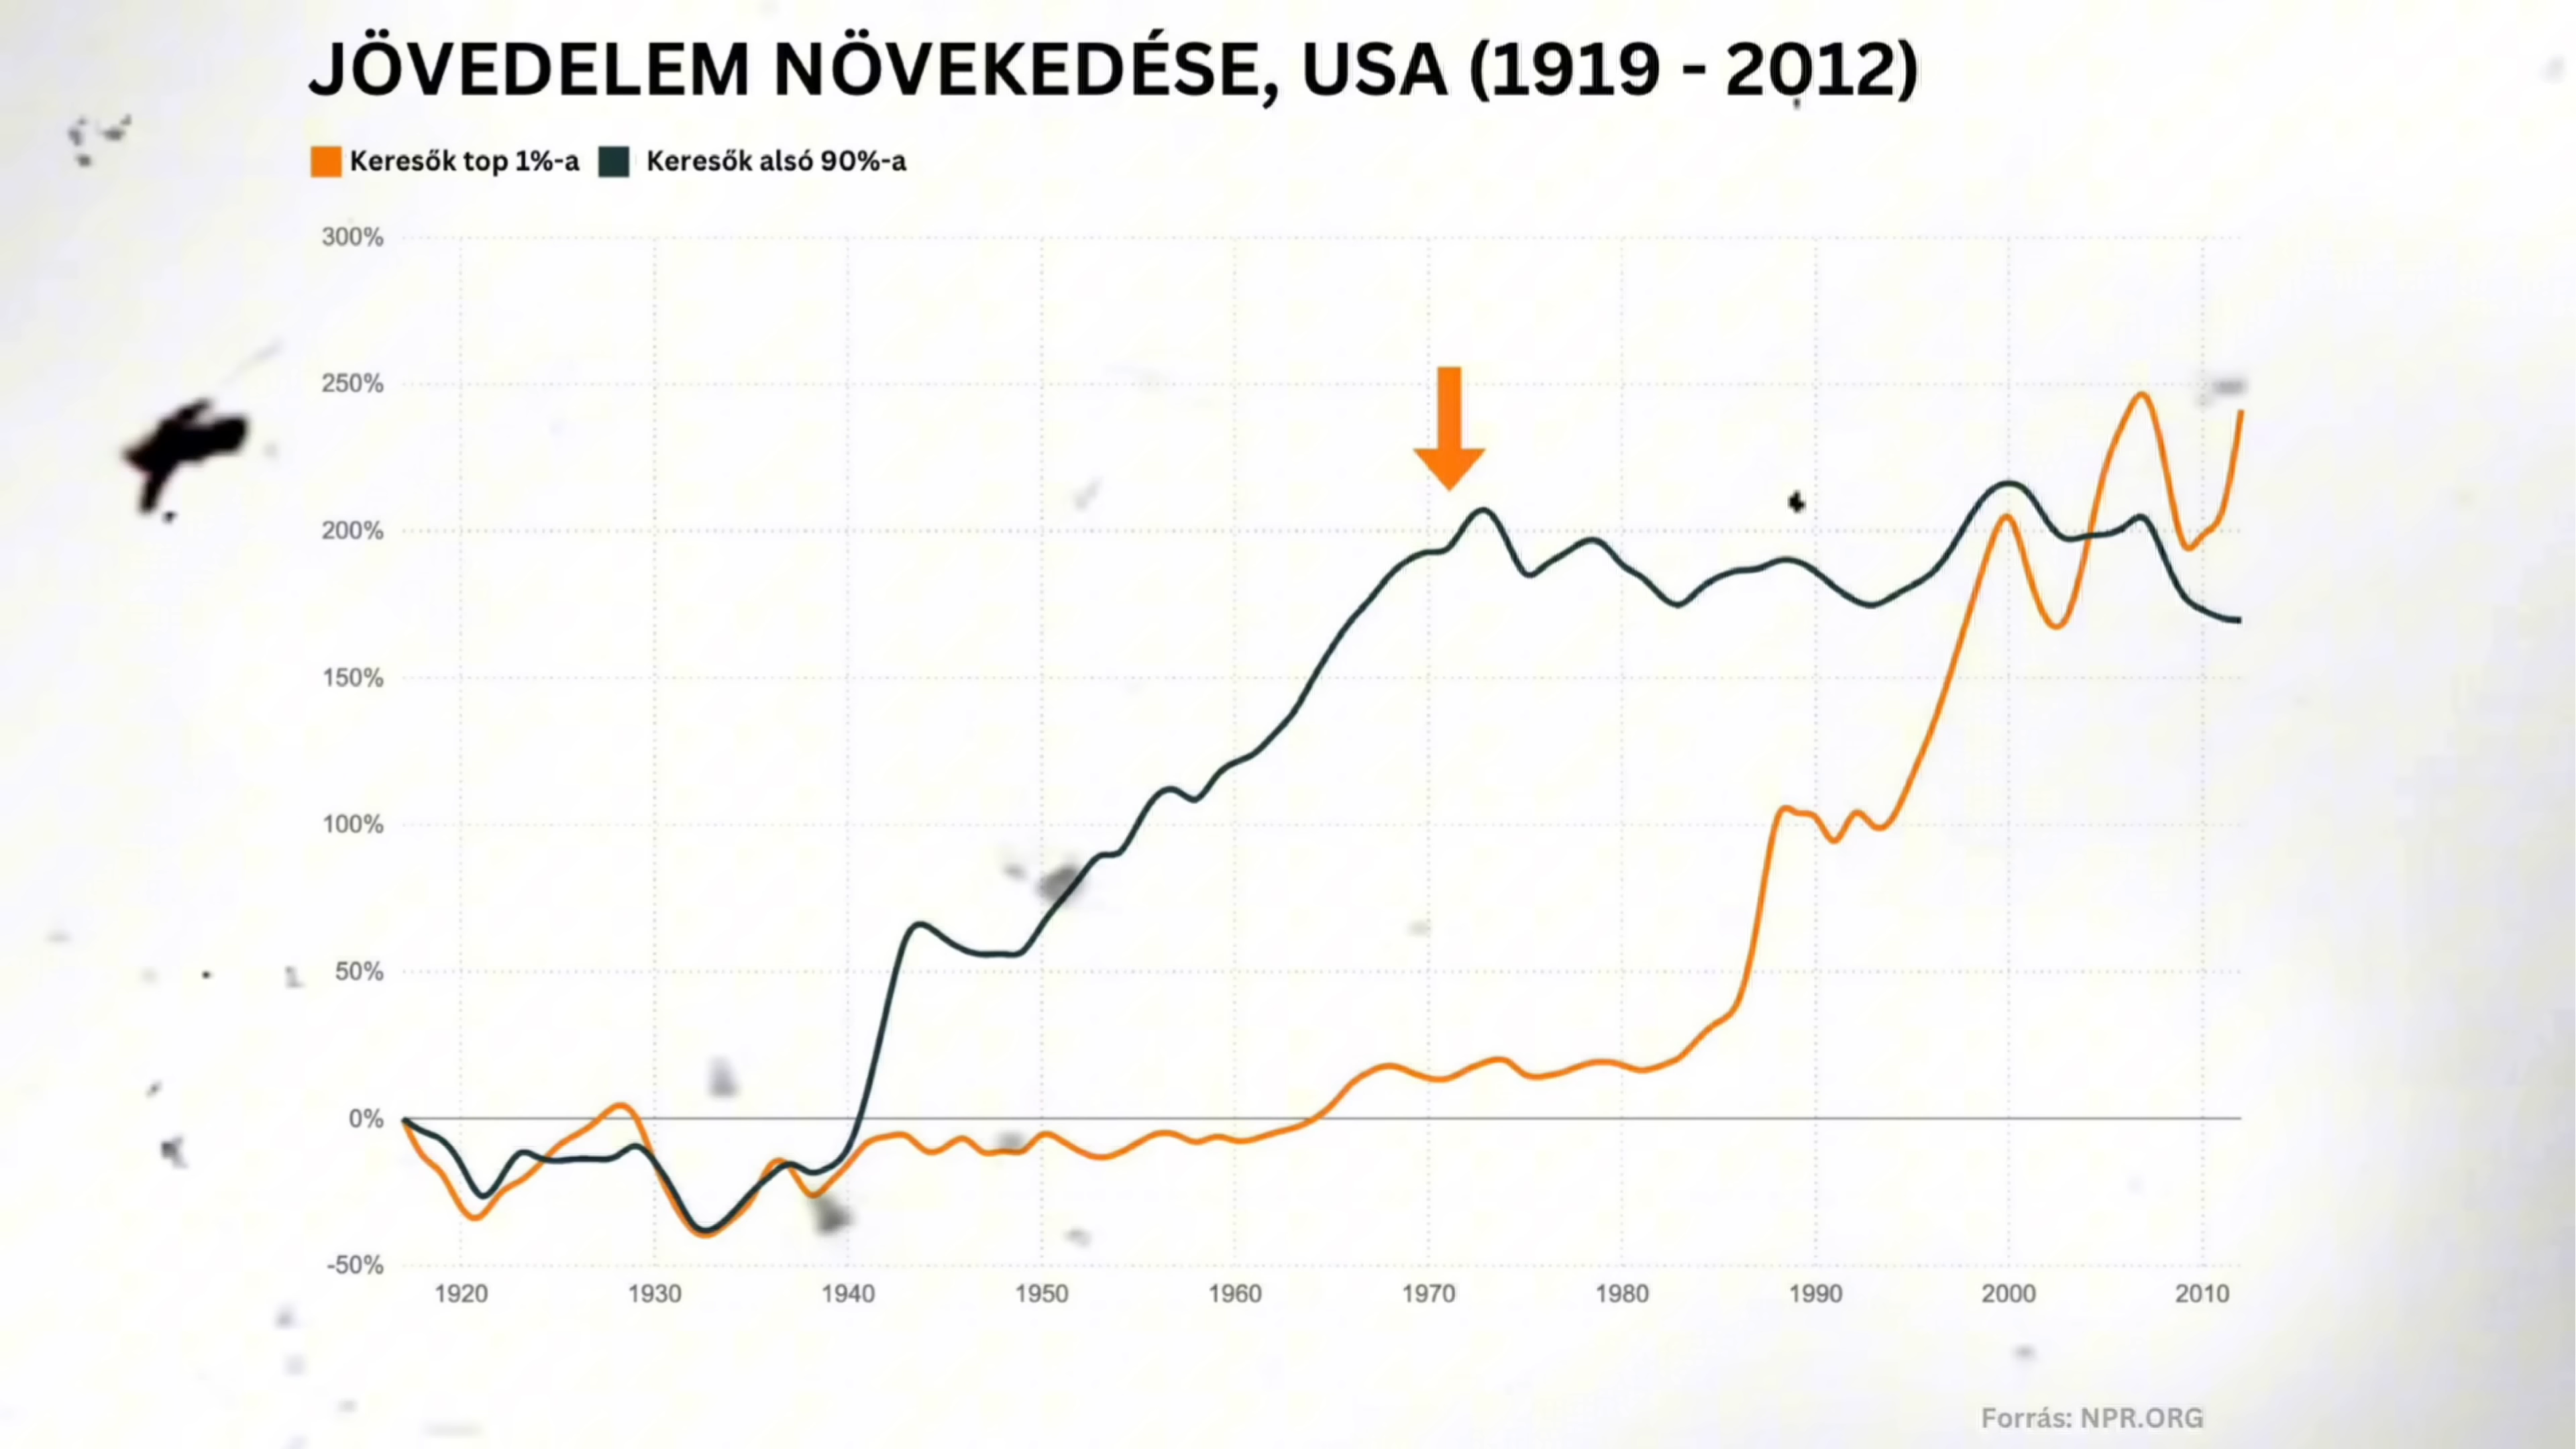 JÖVEDELEM NÖVEKEDÉSE, USA (1919 - 2012)
Keresők top 1%-a Keresők alsó 90%-a
300%
250%
200%
150%
100%
50%
0%
-50%
1920 1930 1940 1950 1960 1970 1980 1990 2000 2010
Forrás: NPR.ORG